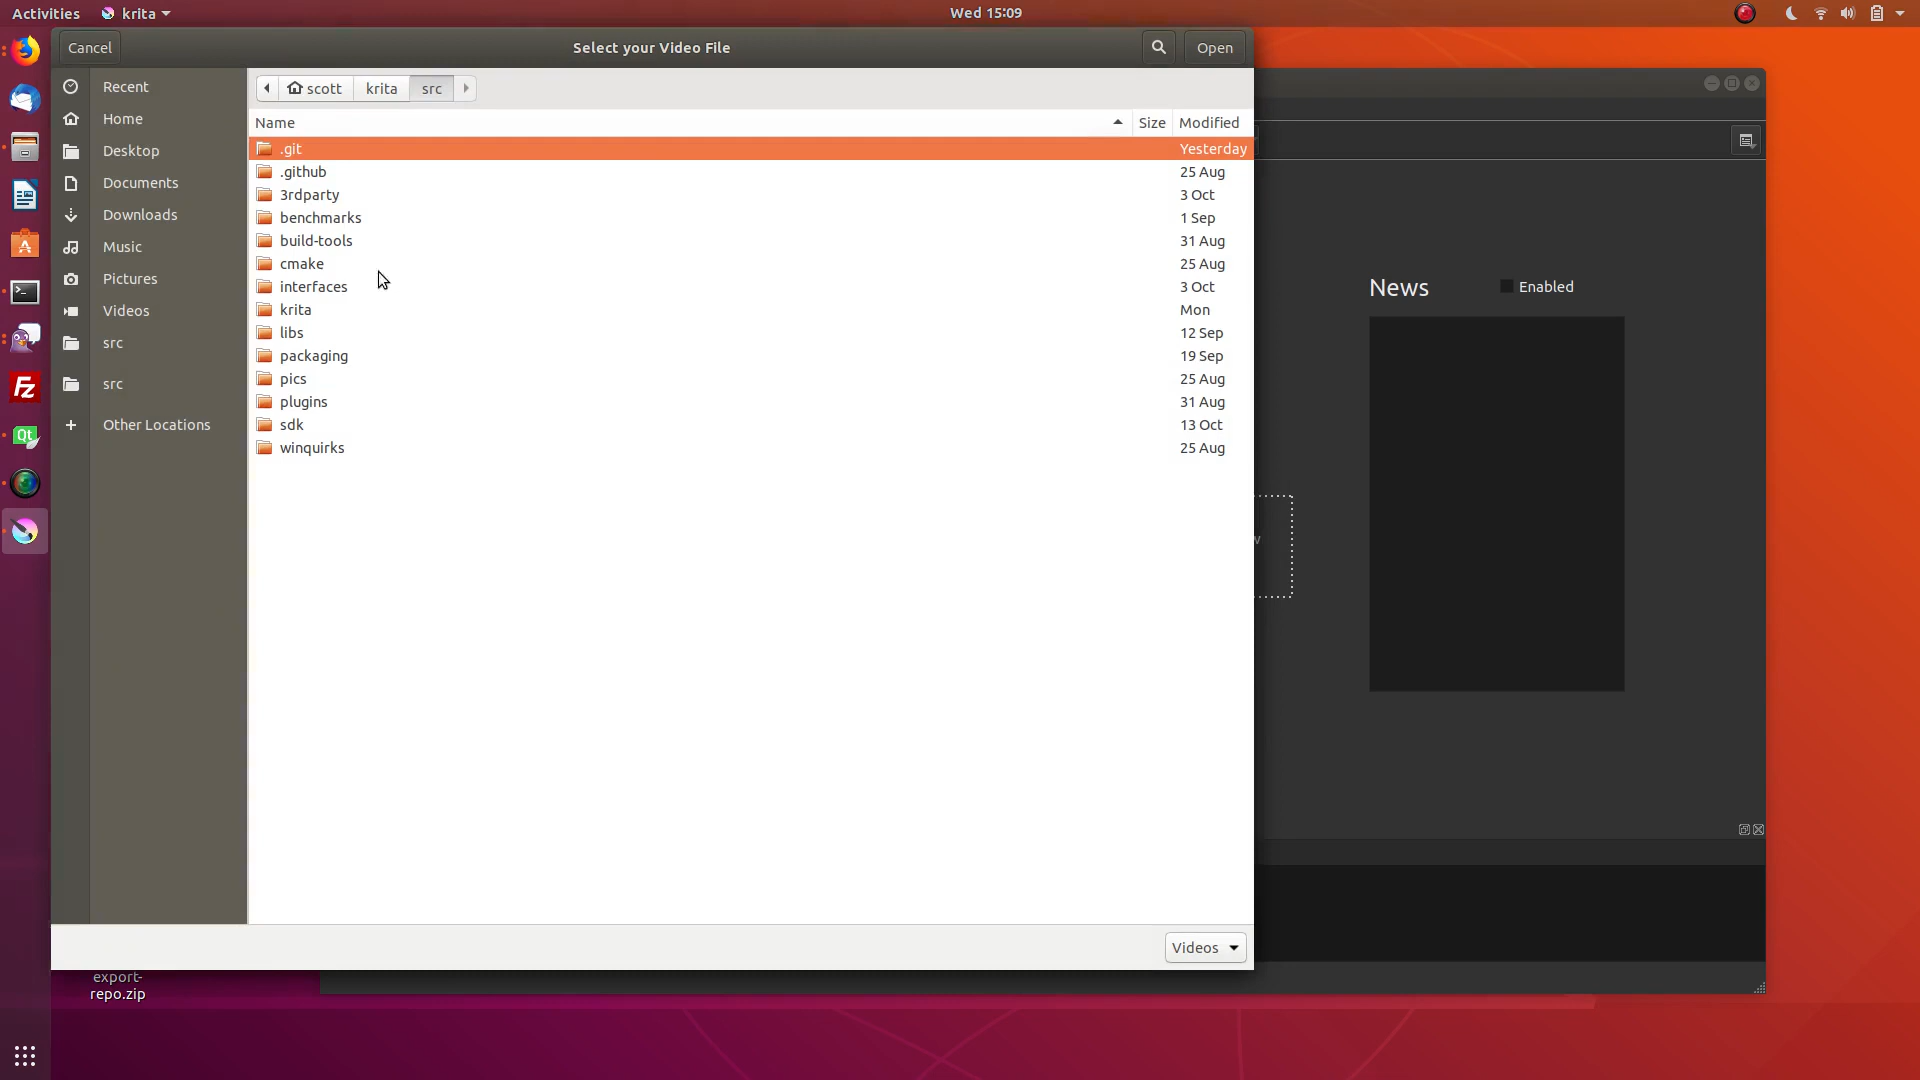 Activities krita Wed 15:09
Cancel Select your Video File Open
Recent
Home
Desktop
Documents
Downloads
Music
Pictures
Videos
src
src
Other Locations
scott krita src
Name Size Modified
.git Yesterday
.github 25 Aug
3rdparty 3 Oct
benchmarks 1 Sep
build-tools 31 Aug
cmake 25 Aug
interfaces 3 Oct
krita Mon
libs 12 Sep
packaging 19 Sep
pics 25 Aug
plugins 31 Aug
sdk 13 Oct
winquirks 25 Aug
Videos
News Enabled
w
export-
repo.zip
Fz
Qt